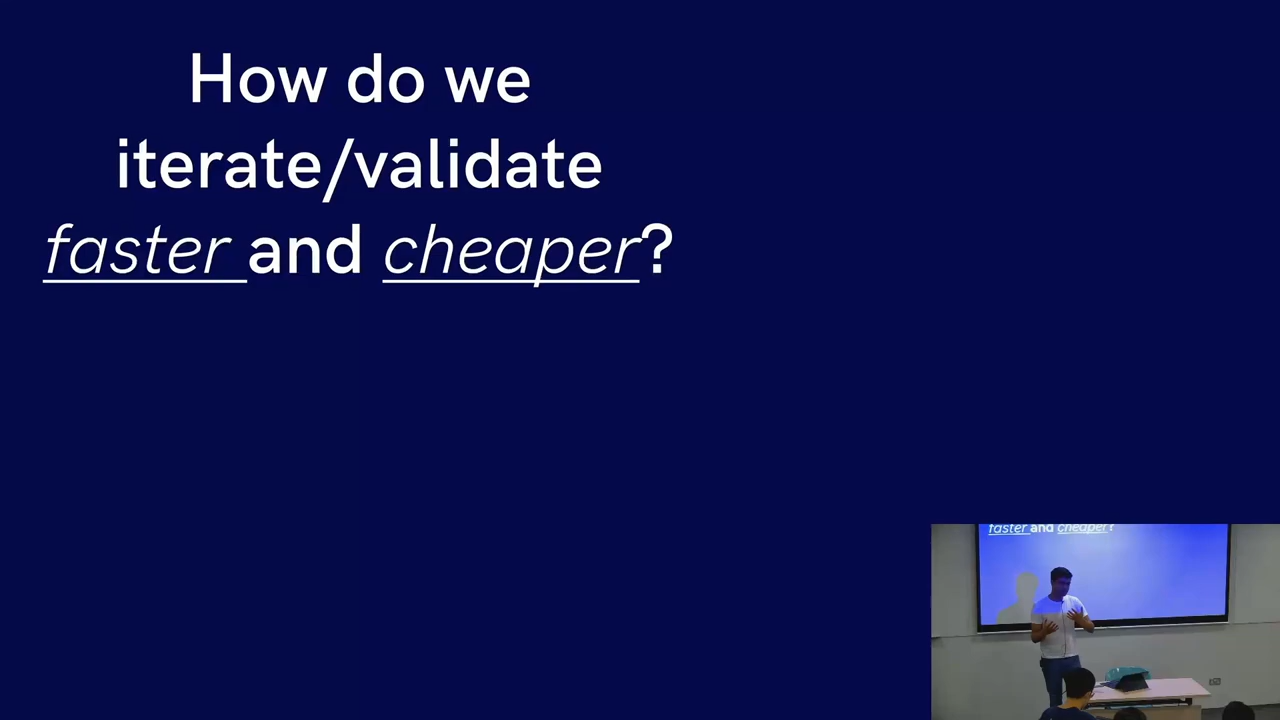 How do we
iterate/validate
faster and cheaper?
faster and cheaper?